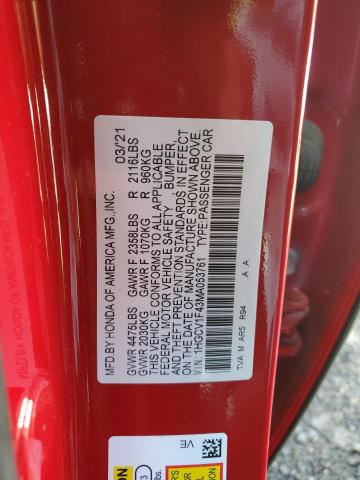 MFD. BY HONDA OF AMERICA MFG.,INC. 03/21
GVWR 4475LBS GAWR F 2358LBS R 2116LBS
GVWR 2030KG GAWR F 1070KG R 960KG
THIS VEHICLE CONFORMS TO ALL APPLICABLE
FEDERAL MOTOR VEHICLE SAFETY , BUMPER,
AND THEFT PREVENTION STANDARDS IN EFFECT
ON THE DATE OF MANUFACTURE SHOWN ABOVE.
V.I.N. 1HGCV1F43MA053761 TYPE:PASSENGER CAR
TVA M AR5 R94 A A
VE